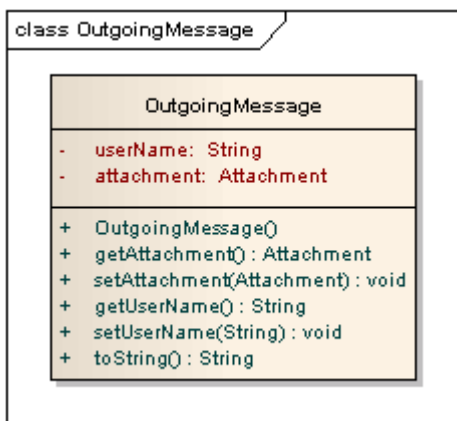 class OutgoingMessage
OutgoingMessage
- userName: String
- attachment: Attachment
+ OutgoingMessage()
+ getAttachment() : Attachment
+ setAttachment(Attachment) : void
+ getUserName() : String
+ setUserName(String) : void
+ toString() : String